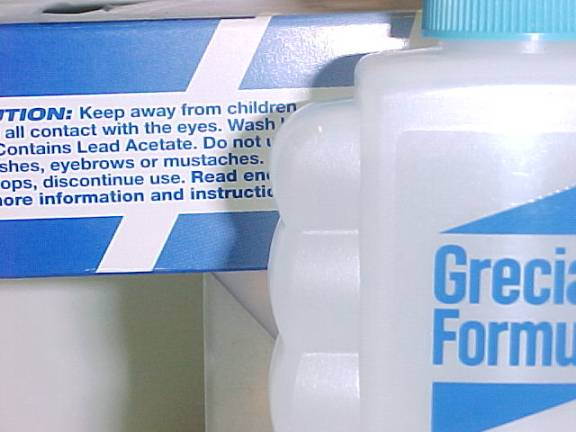 UTION: Keep away from children
all contact with the eyes. Wash
Contains Lead Acetate. Do not u
shes, eyebrows or mustaches.
ops, discontinue use. Read en
ore information and instructio
Grecia
Formu